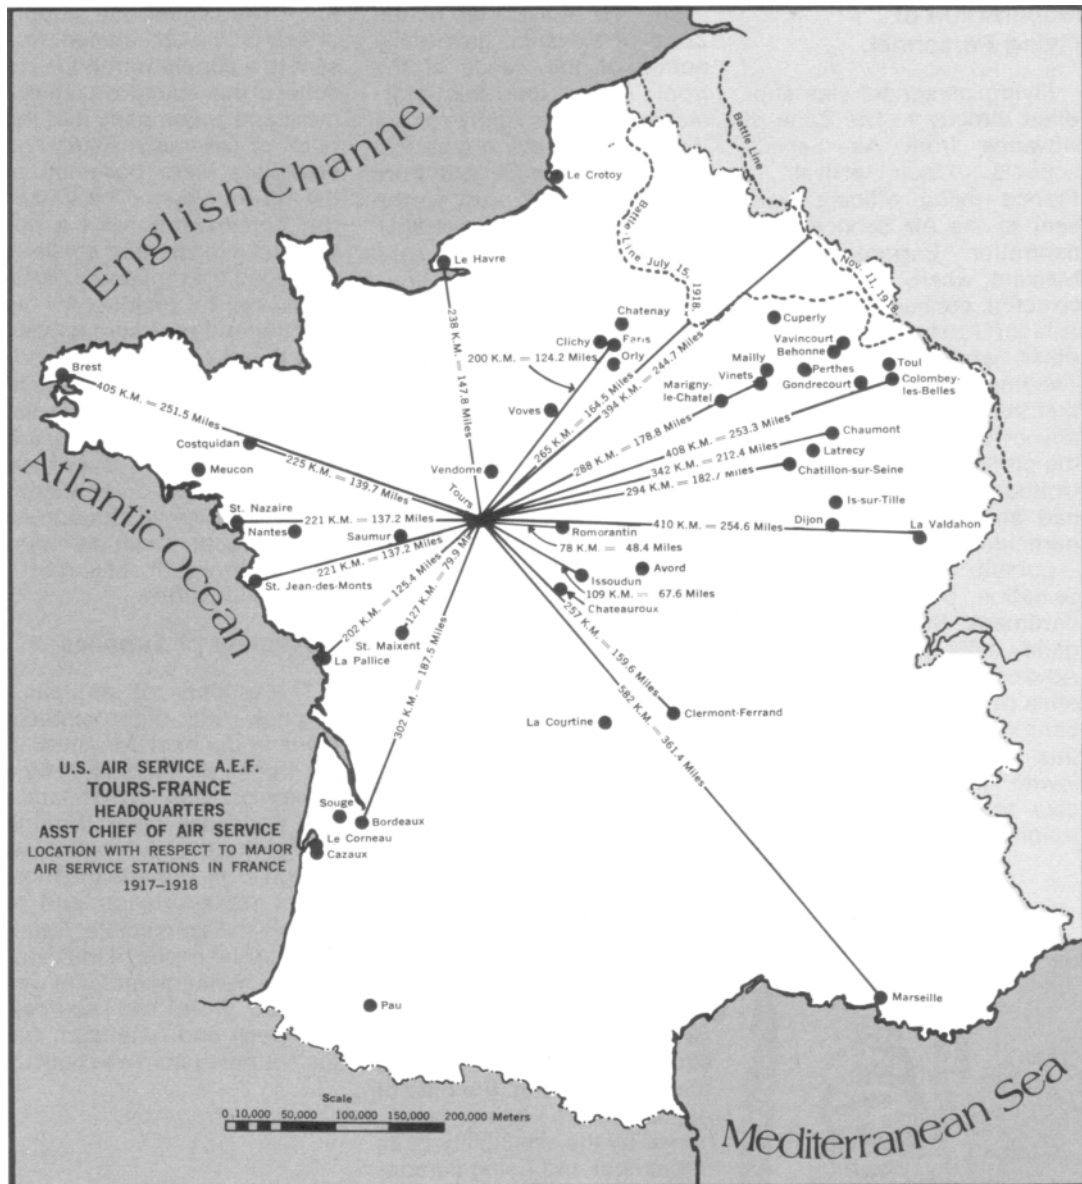 English Channel
Battle Line
Le Crotoy
Battle Line July 15, 1918.
Nov. 11, 1918.
Le Havre
238 K.M. = 147.8 Miles
Chatenay
Clichy
Paris
Orly
200 K.M. = 124.2 Miles
265 K.M. = 164.5 Miles
394 K.M. = 244.7 Miles
Cuperly
Vavincourt
Behonne
Mailly
Vinets
Perthes
Toul
Marigny-
le-Chatel
Gondrecourt
Colombey-
les-Belles
Brest
405 K.M. = 251.5 Miles
Voves
288 K.M. = 178.8 Miles
408 K.M. = 253.3 Miles
Chaumont
Costquidan
225 K.M. = 139.7 Miles
342 K.M. = 212.4 Miles
Latrecy
Meucon
Vendome
294 K.M. = 182.7 Miles
Chatillon-sur-Seine
Atlantic Ocean
Tours
St. Nazaire
Is-sur-Tille
221 K.M. = 137.2 Miles
Nantes
Saumur
Romorantin
410 K.M. = 254.6 Miles
Dijon
La Valdahon
78 K.M. = 48.4 Miles
221 K.M. = 137.2 Miles
St. Jean-des-Monts
Issoudun
Avord
109 K.M. = 67.6 Miles
Chateauroux
202 K.M. = 125.4 Miles
127 K.M. = 79.9 M
St. Maixent
La Pallice
257 K.M. = 159.6 Miles
302 K.M. = 187.5 Miles
582 K.M. = 361.4 Miles
La Courtine
Clermont-Ferrand
U.S. AIR SERVICE A.E.F.
TOURS-FRANCE
HEADQUARTERS
ASST CHIEF OF AIR SERVICE
LOCATION WITH RESPECT TO MAJOR
AIR SERVICE STATIONS IN FRANCE
1917–1918
Souge
Bordeaux
Le Corneau
Cazaux
Marseille
Pau
Scale
0 10,000 50,000 100,000 150,000 200,000 Meters
Mediterranean Sea